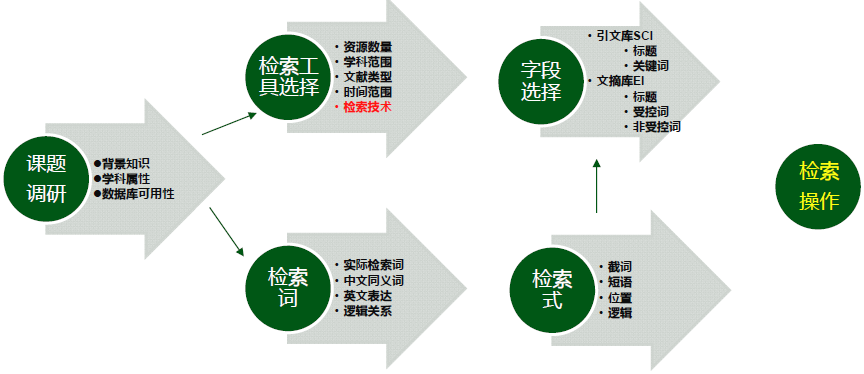 课题
调研
●背景知识
●学科属性
●数据库可用性
检索工
具选择
• 资源数量
• 学科范围
• 文献类型
• 时间范围
• 检索技术
检索
词
• 实际检索词
• 中文同义词
• 英文表达
• 逻辑关系
字段
选择
• 引文库SCI
• 标题
• 关键词
• 文摘库EI
• 标题
• 受控词
• 非受控词
检索
式
• 截词
• 短语
• 位置
• 逻辑
检索
操作